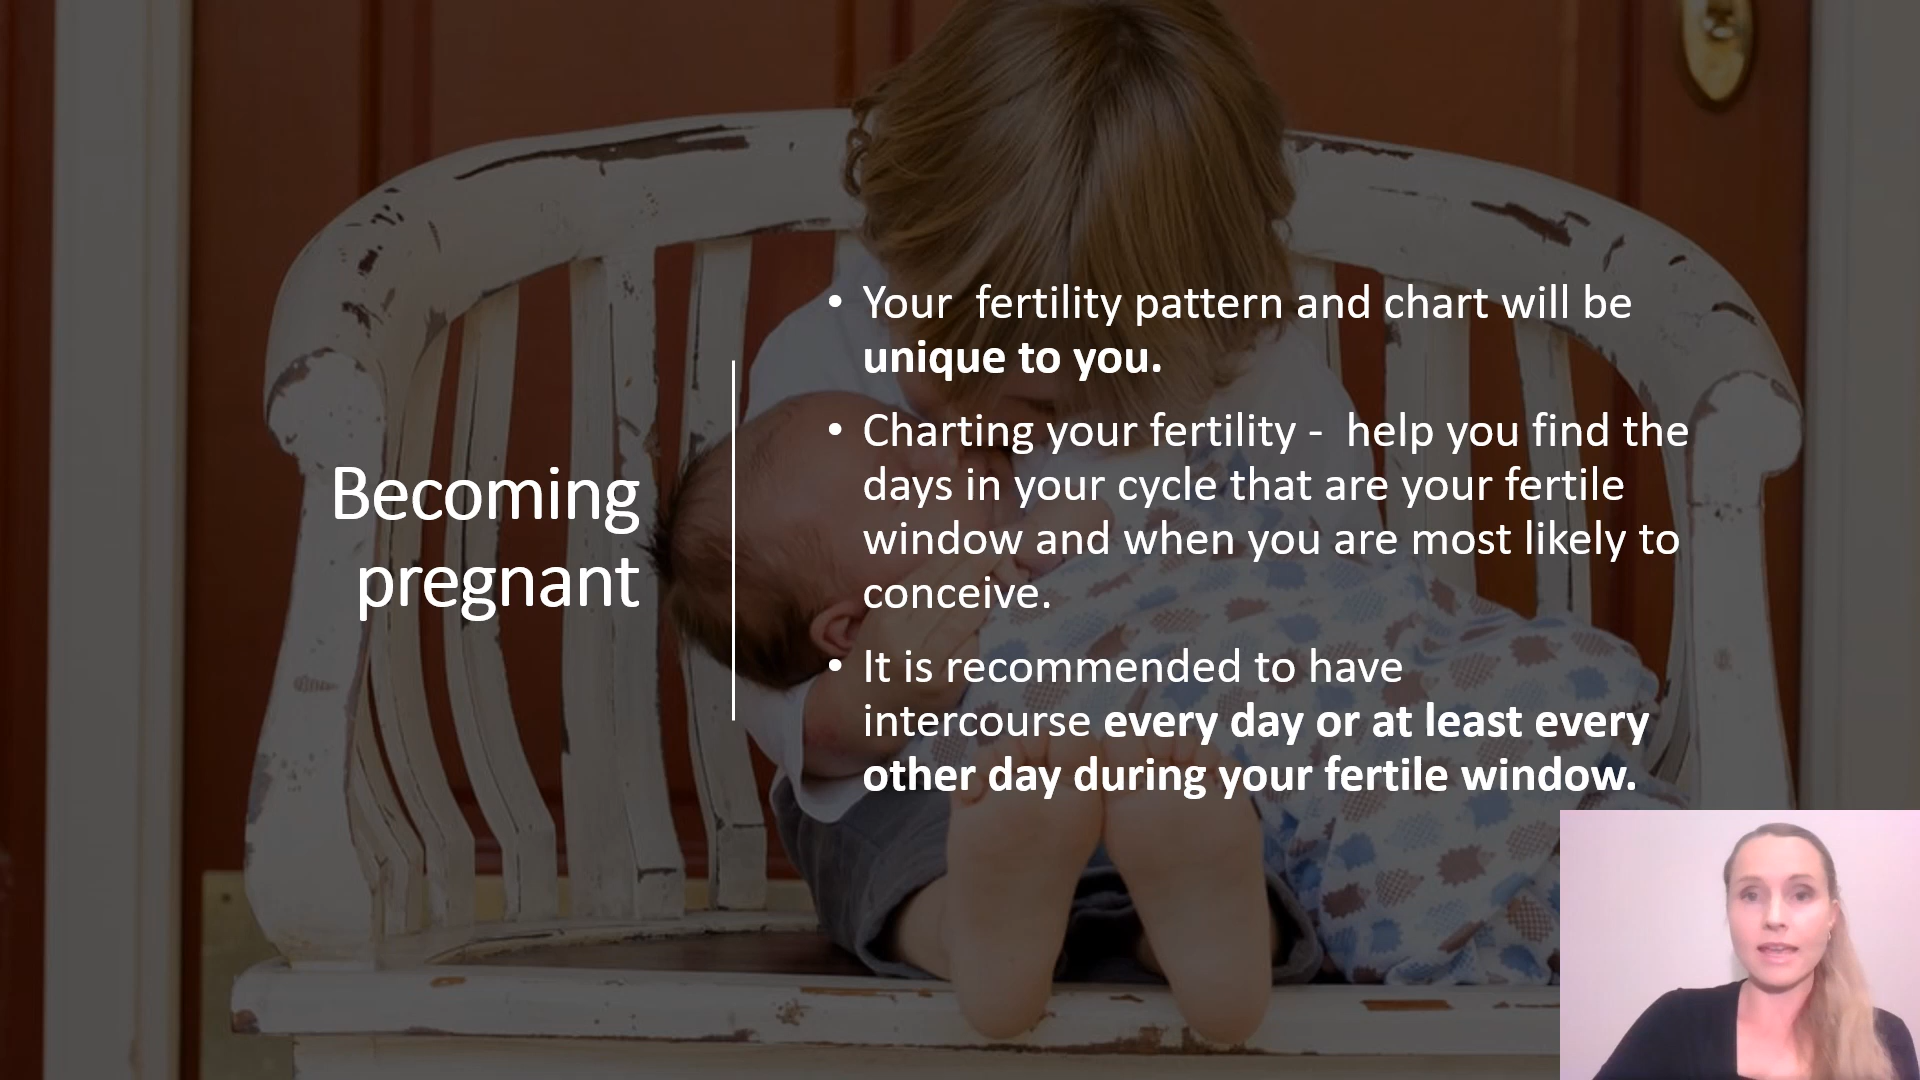 Becoming
pregnant
• Your  fertility pattern and chart will be
unique to you.
• Charting your fertility -  help you find the
days in your cycle that are your fertile
window and when you are most likely to
conceive.
• It is recommended to have
intercourse every day or at least every
other day during your fertile window.